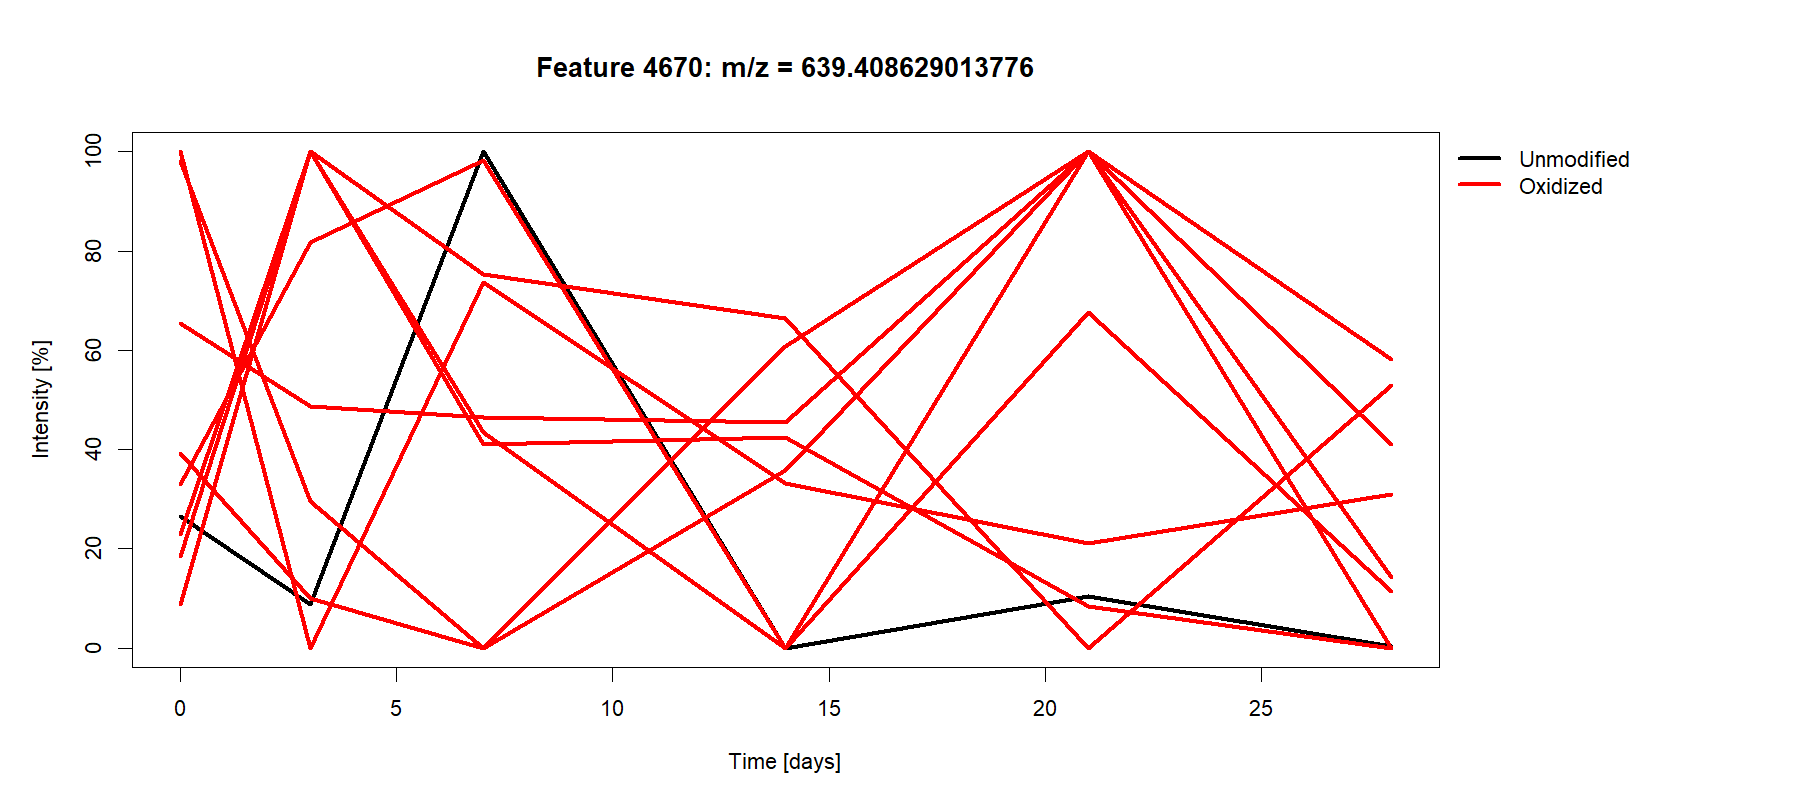 Feature 4670: m/z = 639.408629013776
Unmodified
Oxidized
Intensity [%]
100
80
60
40
20
0
0 5 10 15 20 25
Time [days]